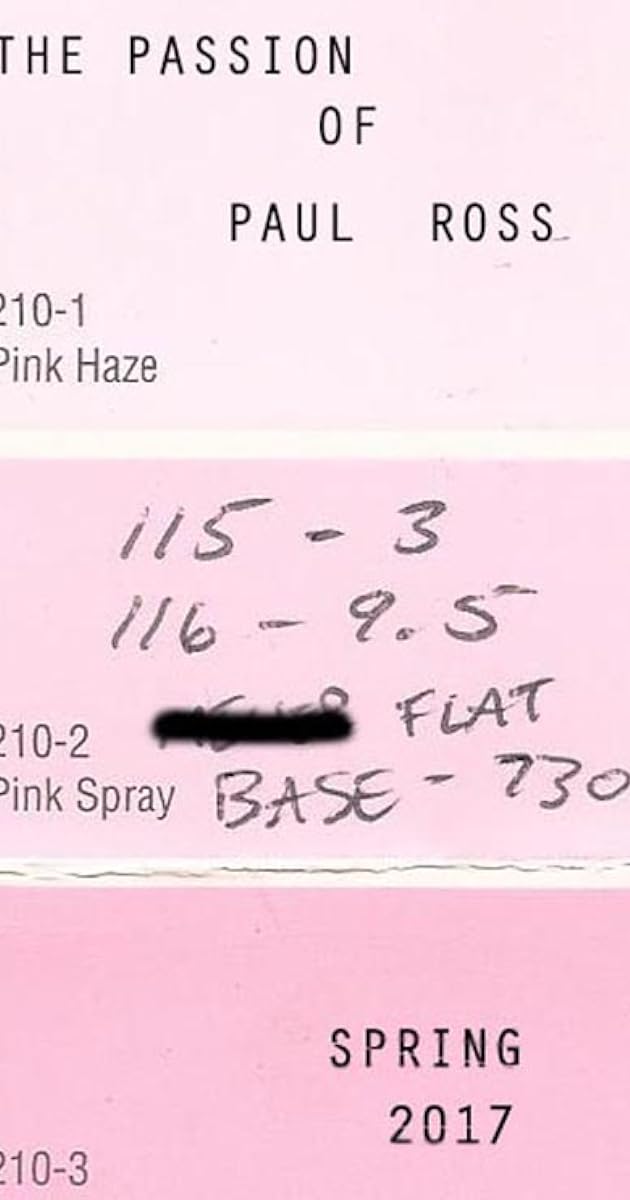 THE PASSION
OF
PAUL ROSS
210-1
Pink Haze
115 - 3
116 - 9.5
FLAT
210-2
BASE - 730
Pink Spray
SPRING
2017
210-3